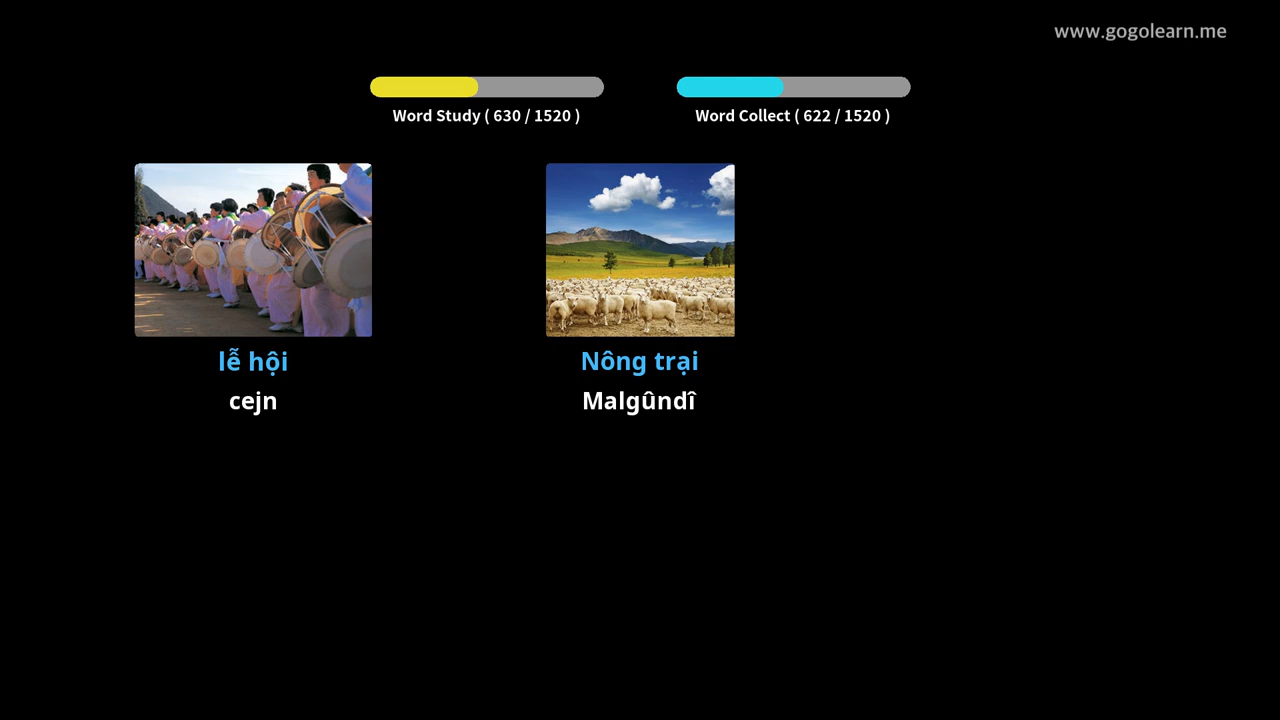 www.gogolearn.me
Word Study ( 630 / 1520 )
Word Collect ( 622 / 1520 )
lễ hội
cejn
Nông trại
Malgûndî